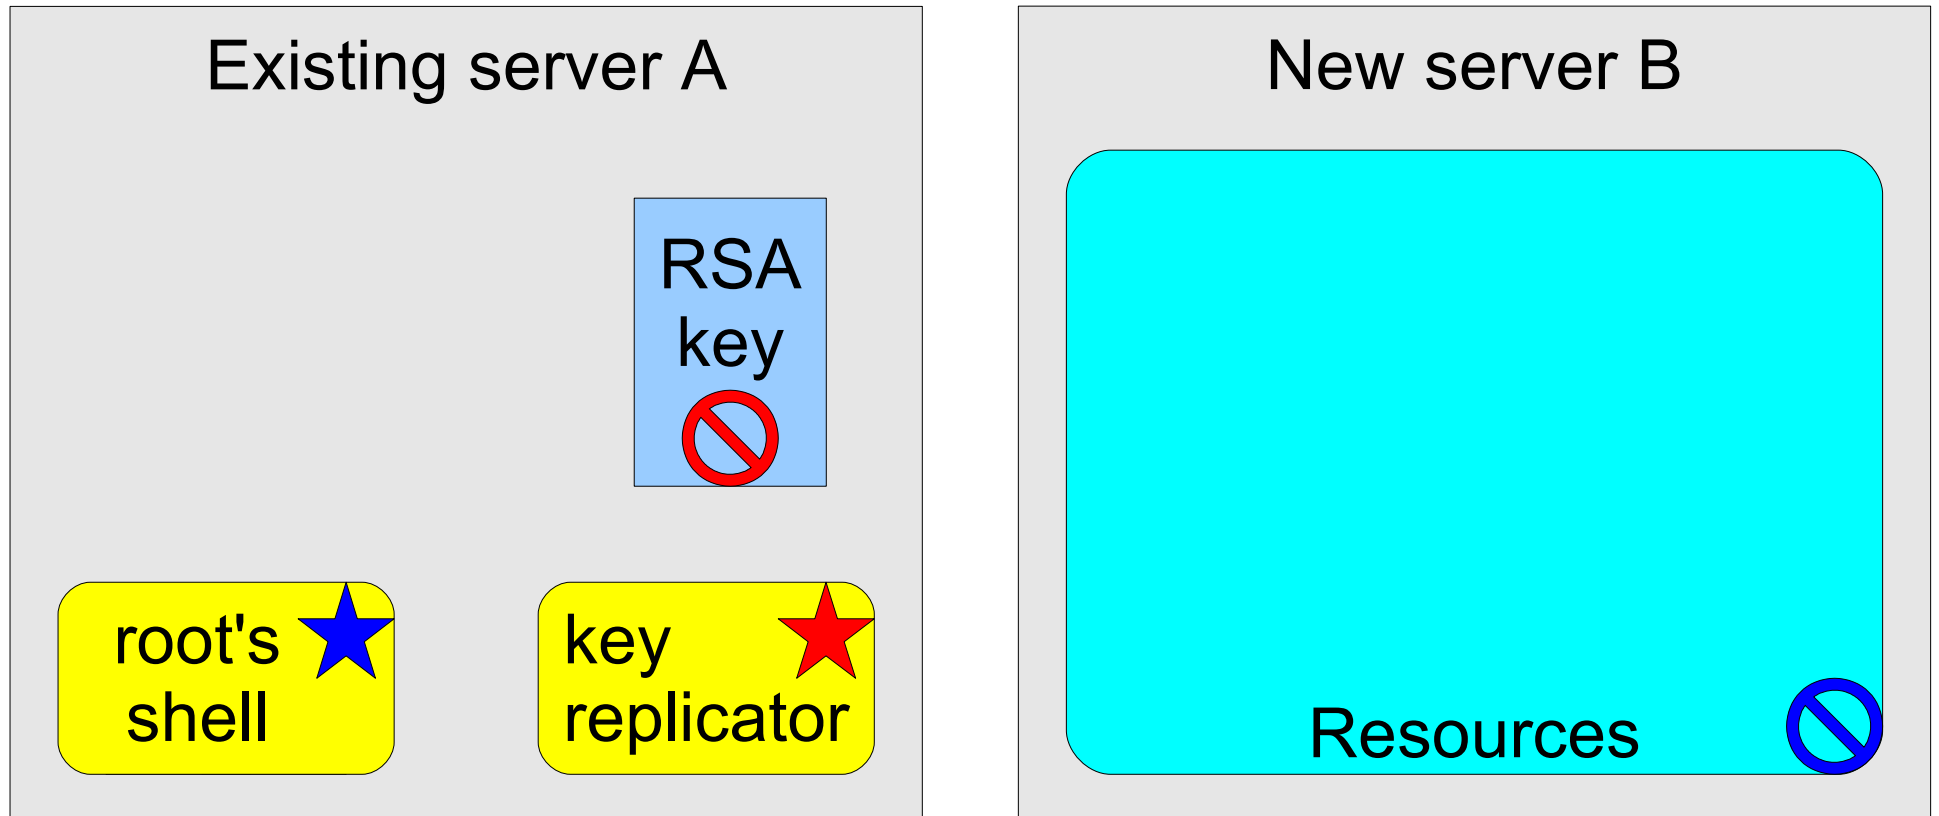 Existing server A
RSA
key
root's
shell
key
replicator
New server B
Resources